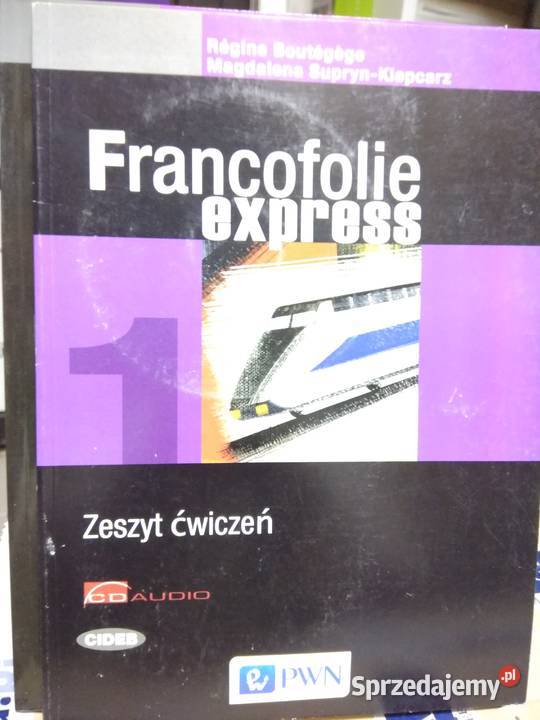 Régine Boutégège
Magdalena Supryn-Klepcarz
Francofolie
express
1
Zeszyt ćwiczeń
CD AUDIO
CIDEB
PWN
Sprzedajemy.pl